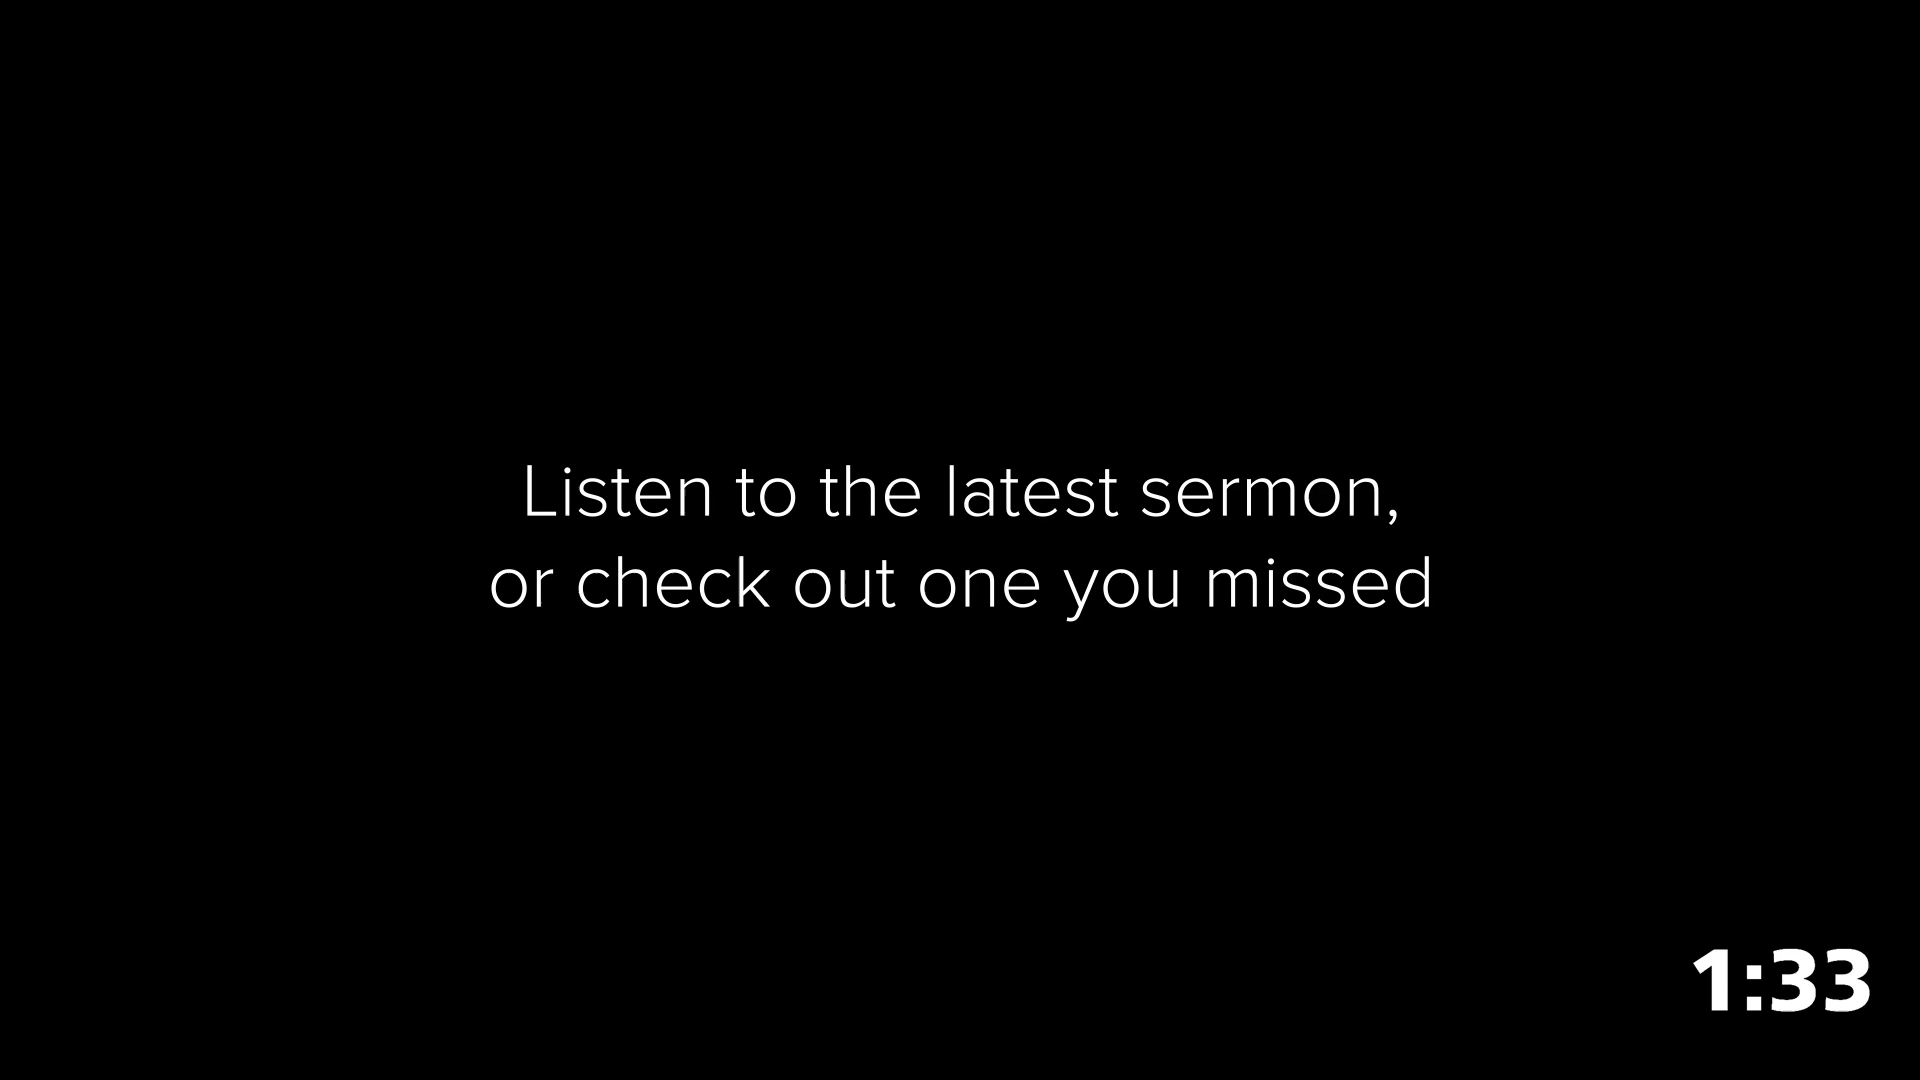 Listen to the latest sermon,
or check out one you missed
1:33